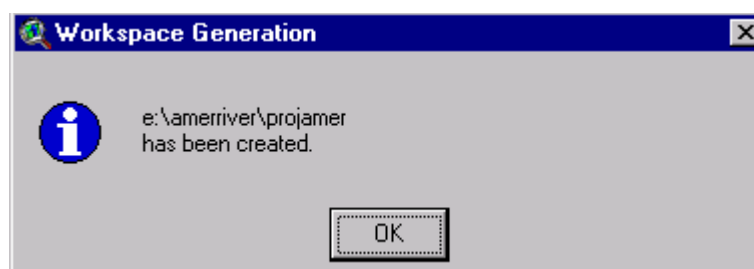 Workspace Generation
e:\amerriver\projamer
has been created.
OK